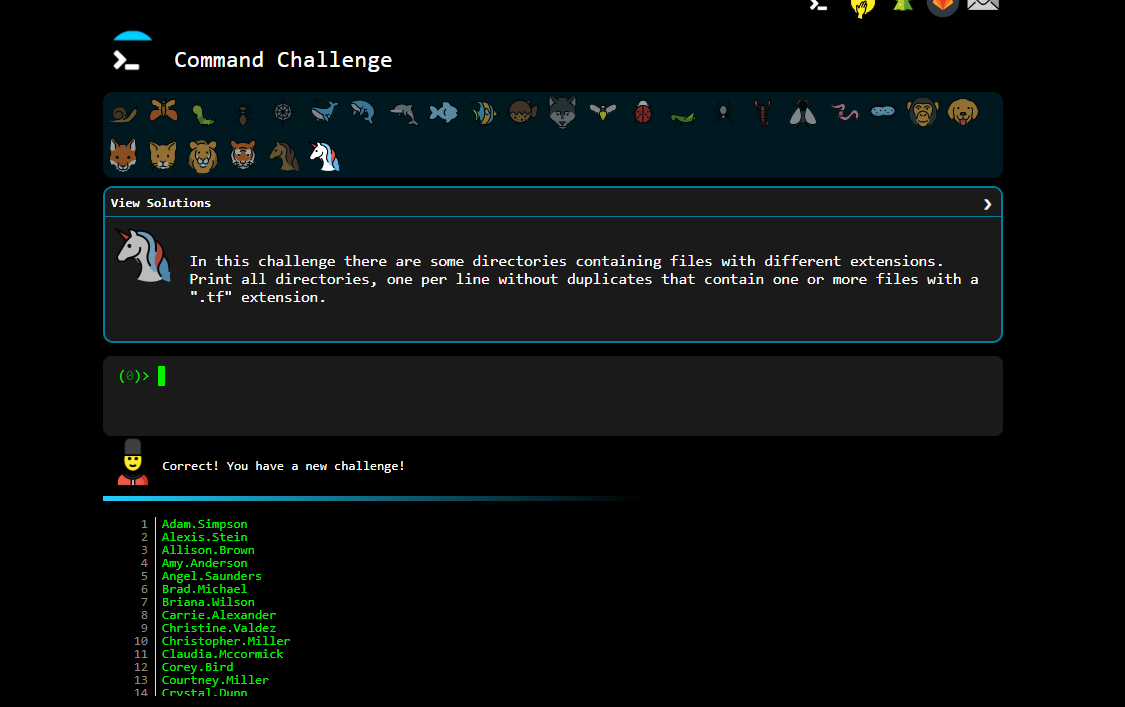 Command Challenge
View Solutions
In this challenge there are some directories containing files with different extensions.
Print all directories, one per line without duplicates that contain one or more files with a
".tf" extension.
(0)>
Correct! You have a new challenge!
1 Adam.Simpson
2 Alexis.Stein
3 Allison.Brown
4 Amy.Anderson
5 Angel.Saunders
6 Brad.Michael
7 Briana.Wilson
8 Carrie.Alexander
9 Christine.Valdez
10 Christopher.Miller
11 Claudia.Mccormick
12 Corey.Bird
13 Courtney.Miller
14 Crystal.Dunn